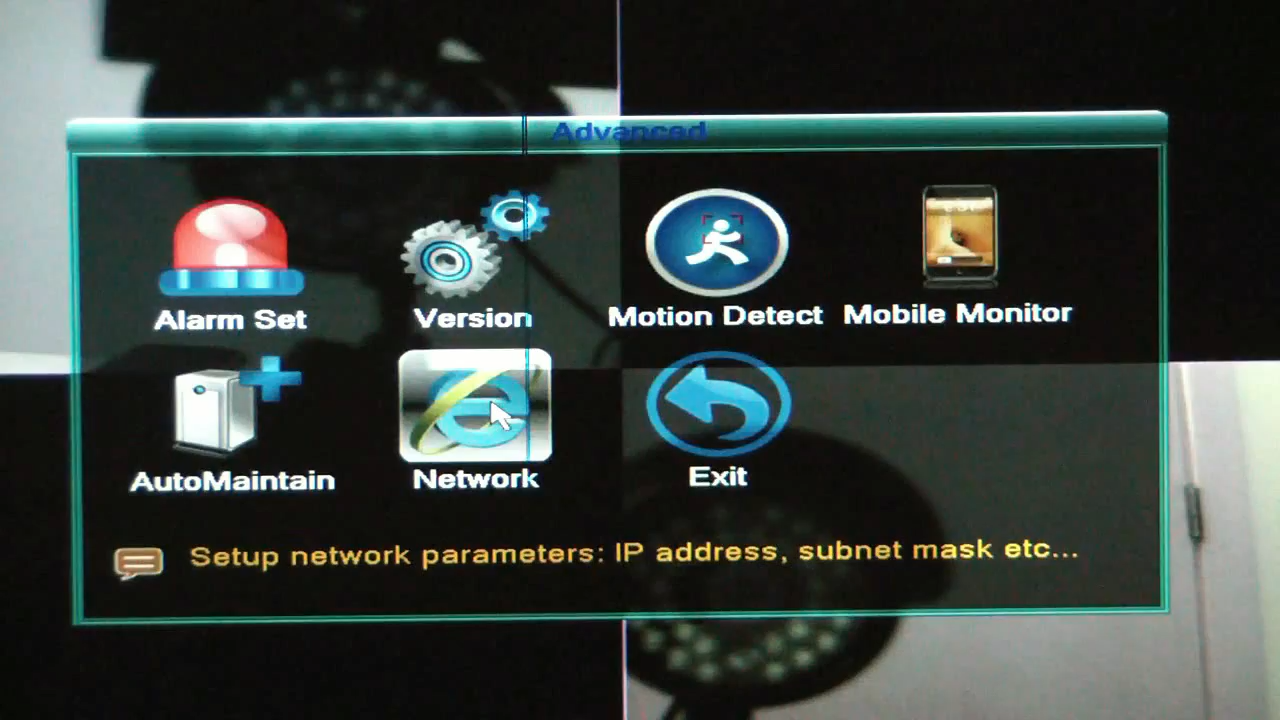 Advanced
Alarm Set Version Motion Detect Mobile Monitor
AutoMaintain Network Exit
Setup network parameters: IP address, subnet mask etc...